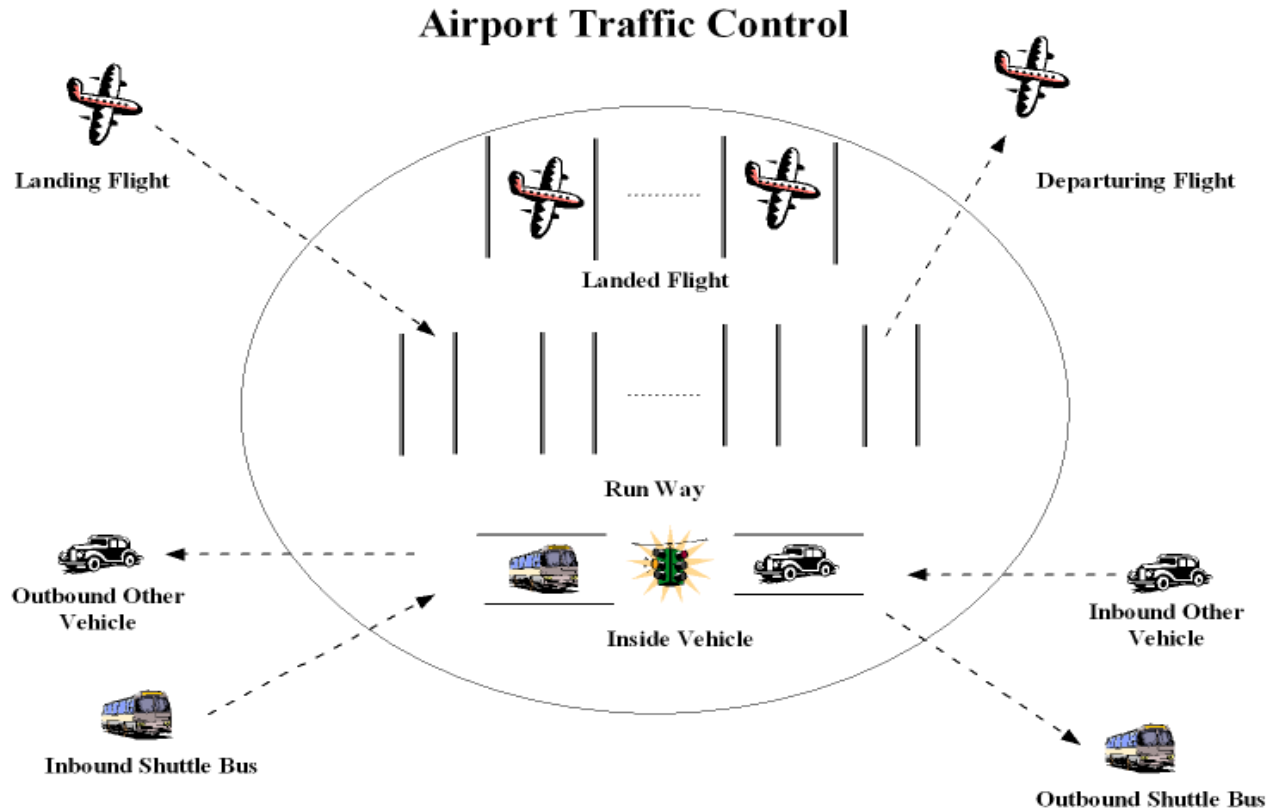 Airport Traffic Control
Landing Flight
Departuring Flight
Landed Flight
Run Way
Outbound Other
Vehicle
Inside Vehicle
Inbound Other
Vehicle
Inbound Shuttle Bus
Outbound Shuttle Bus